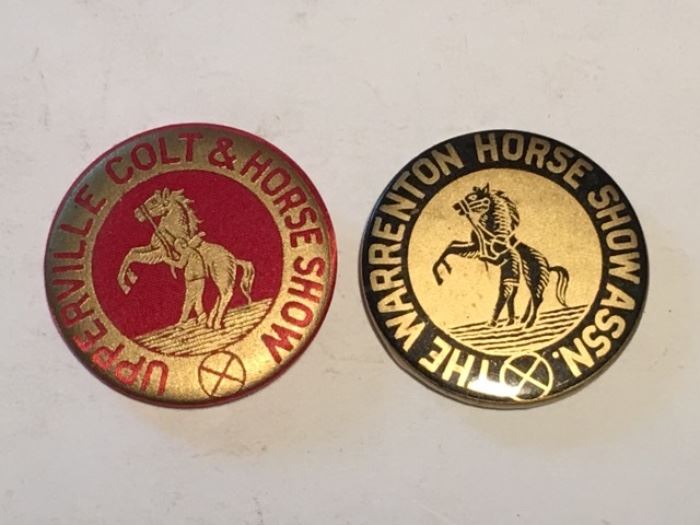 UPPERVILLE COLT & HORSE SHOW
THE WARRENTON HORSE SHOW ASSN.